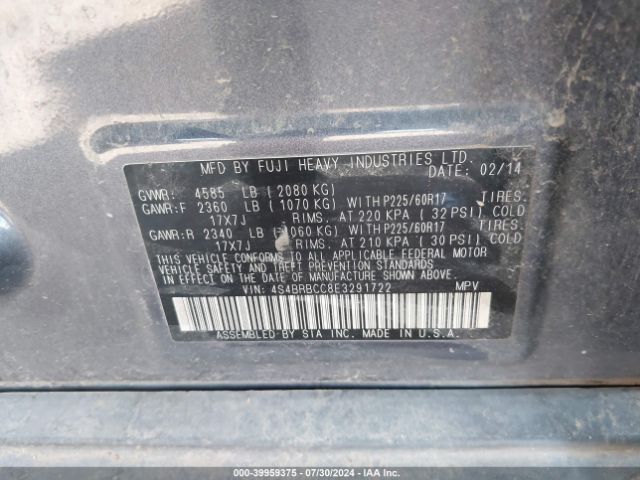 MFD BY FUJI HEAVY INDUSTRIES LTD.
DATE: 02/14
GVWR: 4585 LB ( 2080 KG)
GAWR:F 2360 LB ( 1070 KG) WITH P225/60R17 TIRES,
17X7J RIMS, AT 220 KPA ( 32 PSI) COLD
GAWR:R 2340 LB ( 1060 KG) WITH P225/60R17 TIRES,
17X7J RIMS, AT 210 KPA ( 30 PSI) COLD
THIS VEHICLE CONFORMS TO ALL APPLICABLE FEDERAL MOTOR
VEHICLE SAFETY AND THEFT PREVENTION STANDARDS
IN EFFECT ON THE DATE OF MANUFACTURE SHOWN ABOVE.
VIN: 4S4BRBCC8E3291722 MPV
ASSEMBLED BY SIA INC. MADE IN U.S.A.
000-39959375 - 07/30/2024 - IAAI.com